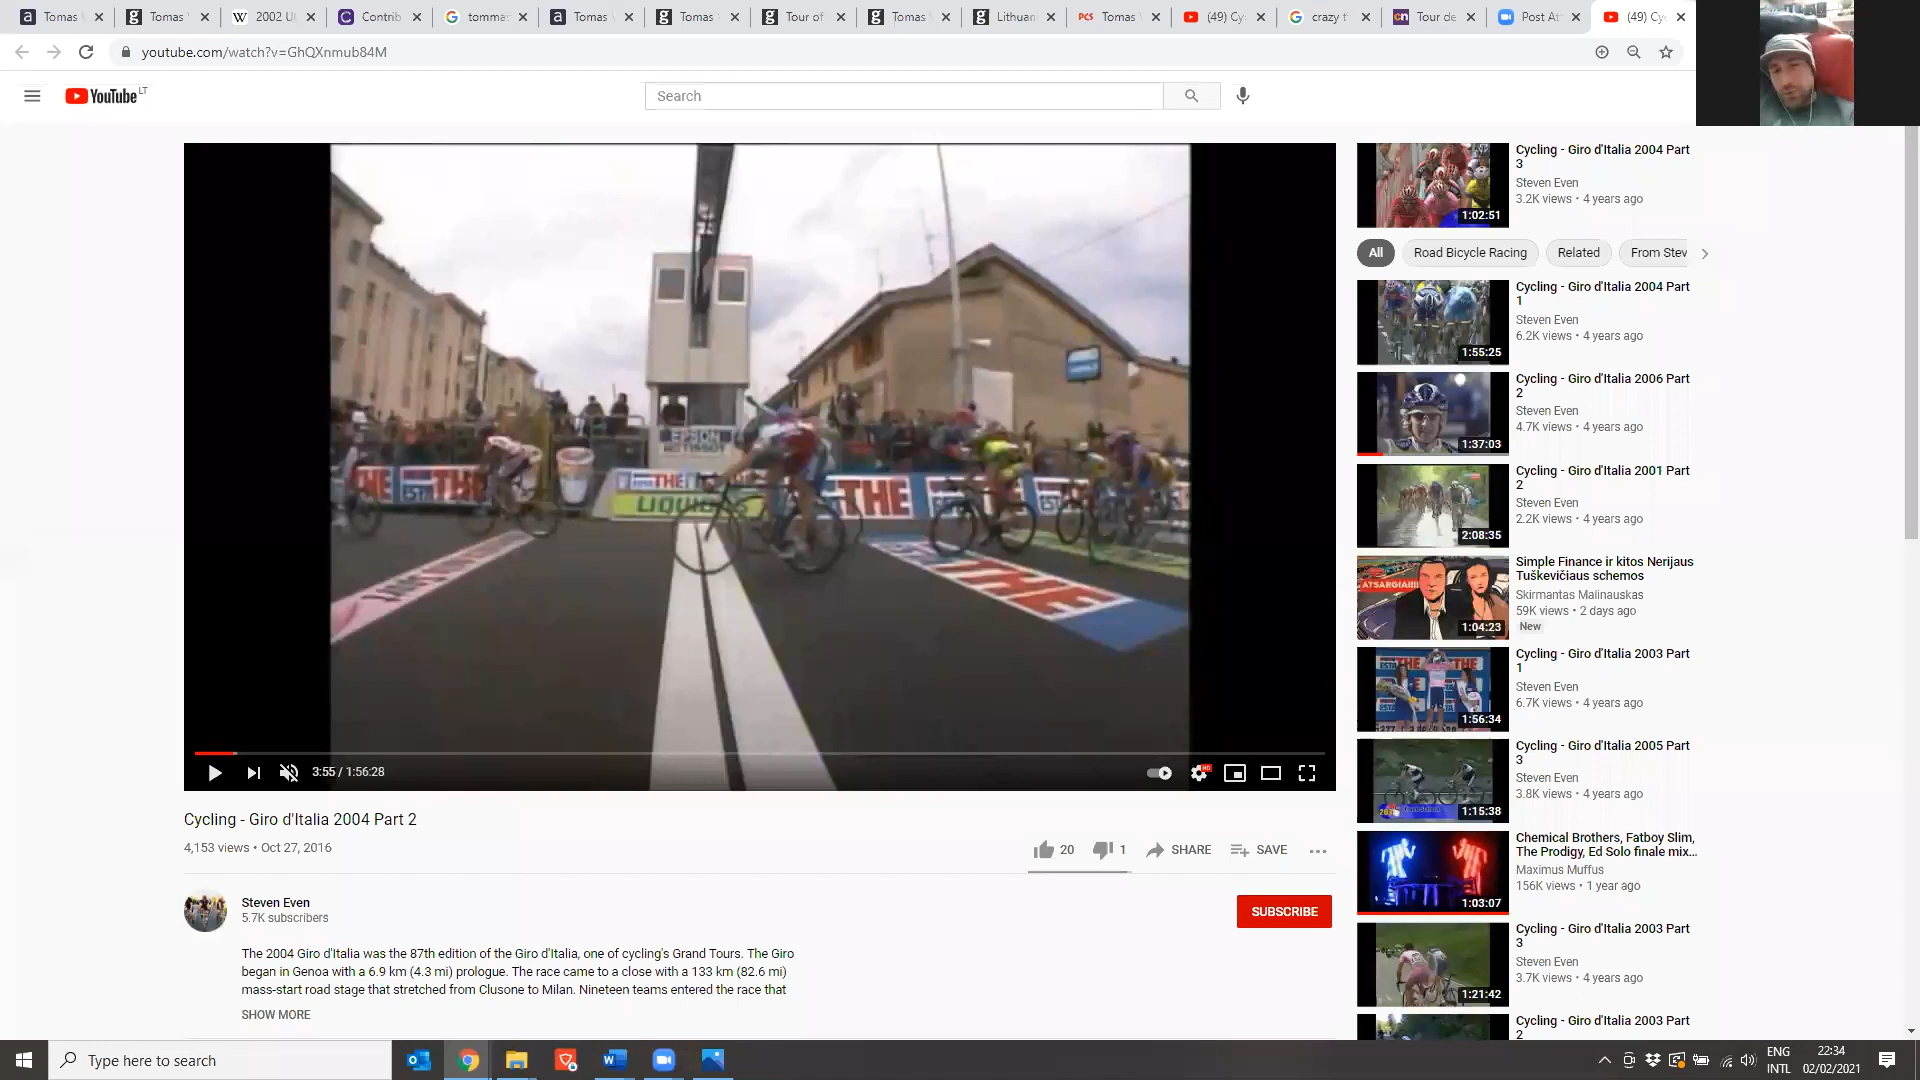 Tomas
Tomas
2002 U
Contrib
tommas
Tomas
Tomas
Tour of
Tomas
Lithuan
PCS Tomas
(49) Cy
crazy f
Tour de
Post At
(49) Cy
youtube.com/watch?v=GhQXnmub84M
YouTube LT
Search
EPSON
LIQUI
THE
THE
THE
3:55 / 1:56:28
HD
Cycling - Giro d'Italia 2004 Part 2
4,153 views • Oct 27, 2016
20
1
SHARE
SAVE
Steven Even
5.7K subscribers
SUBSCRIBE
The 2004 Giro d'Italia was the 87th edition of the Giro d'Italia, one of cycling's Grand Tours. The Giro
began in Genoa with a 6.9 km (4.3 mi) prologue. The race came to a close with a 133 km (82.6 mi)
mass-start road stage that stretched from Clusone to Milan. Nineteen teams entered the race that
SHOW MORE
Cycling - Giro d'Italia 2004 Part
3
Steven Even
3.2K views • 4 years ago
1:02:51
All
Road Bicycle Racing
Related
From Stev
Cycling - Giro d'Italia 2004 Part
1
Steven Even
6.2K views • 4 years ago
1:55:25
Cycling - Giro d'Italia 2006 Part
2
Steven Even
4.7K views • 4 years ago
1:37:03
Cycling - Giro d'Italia 2001 Part
2
Steven Even
2.2K views • 4 years ago
2:08:35
ATSARGIAI!!!!
Simple Finance ir kitos Nerijaus
Tuškevičiaus schemos
Skirmantas Malinauskas
59K views • 2 days ago
New
1:04:23
Cycling - Giro d'Italia 2003 Part
1
Steven Even
6.7K views • 4 years ago
1:56:34
Cycling - Giro d'Italia 2005 Part
3
Steven Even
3.8K views • 4 years ago
1:15:38
Chemical Brothers, Fatboy Slim,
The Prodigy, Ed Solo finale mix...
Maximus Muffus
156K views • 1 year ago
1:03:07
Cycling - Giro d'Italia 2003 Part
3
Steven Even
3.7K views • 4 years ago
1:21:42
Cycling - Giro d'Italia 2003 Part
2
Type here to search
ENG
INTL
22:34
02/02/2021